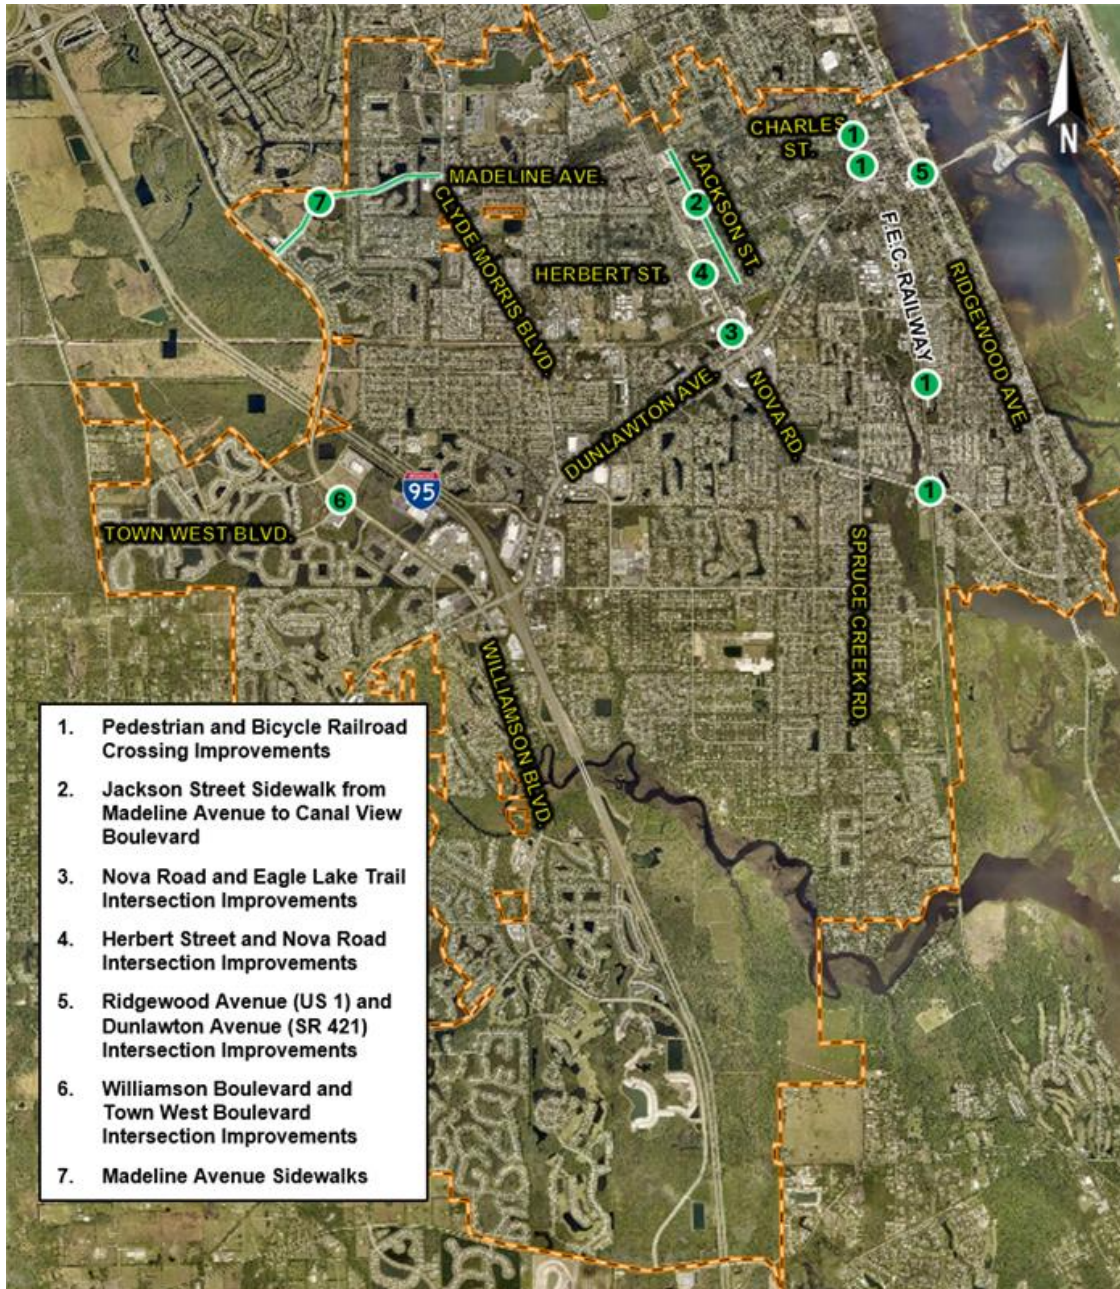 N
CHARLES
ST.
1
1
5
MADELINE AVE.
7
JACKSON ST.
2
CLYDE MORRIS BLVD.
HERBERT ST.
4
F.E.C. RAILWAY
RIDGEWOOD AVE.
3
1
DUNLAWTON AVE.
NOVA RD.
INTERSTATE
95
6
1
TOWN WEST BLVD.
SPRUCE CREEK RD.
WILLIAMSON BLVD.
1. Pedestrian and Bicycle Railroad
Crossing Improvements
2. Jackson Street Sidewalk from
Madeline Avenue to Canal View
Boulevard
3. Nova Road and Eagle Lake Trail
Intersection Improvements
4. Herbert Street and Nova Road
Intersection Improvements
5. Ridgewood Avenue (US 1) and
Dunlawton Avenue (SR 421)
Intersection Improvements
6. Williamson Boulevard and
Town West Boulevard
Intersection Improvements
7. Madeline Avenue Sidewalks